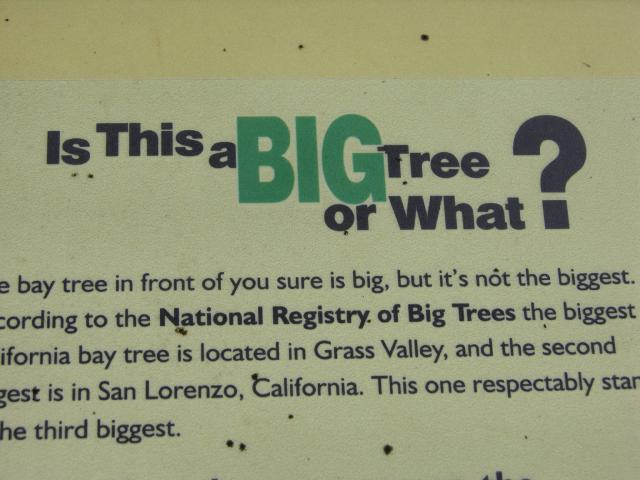 Is This a BIG Tree
or What?
e bay tree in front of you sure is big, but it's not the biggest.
cording to the National Registry of Big Trees the biggest
ifornia bay tree is located in Grass Valley, and the second
gest is in San Lorenzo, California. This one respectably stan
he third biggest.